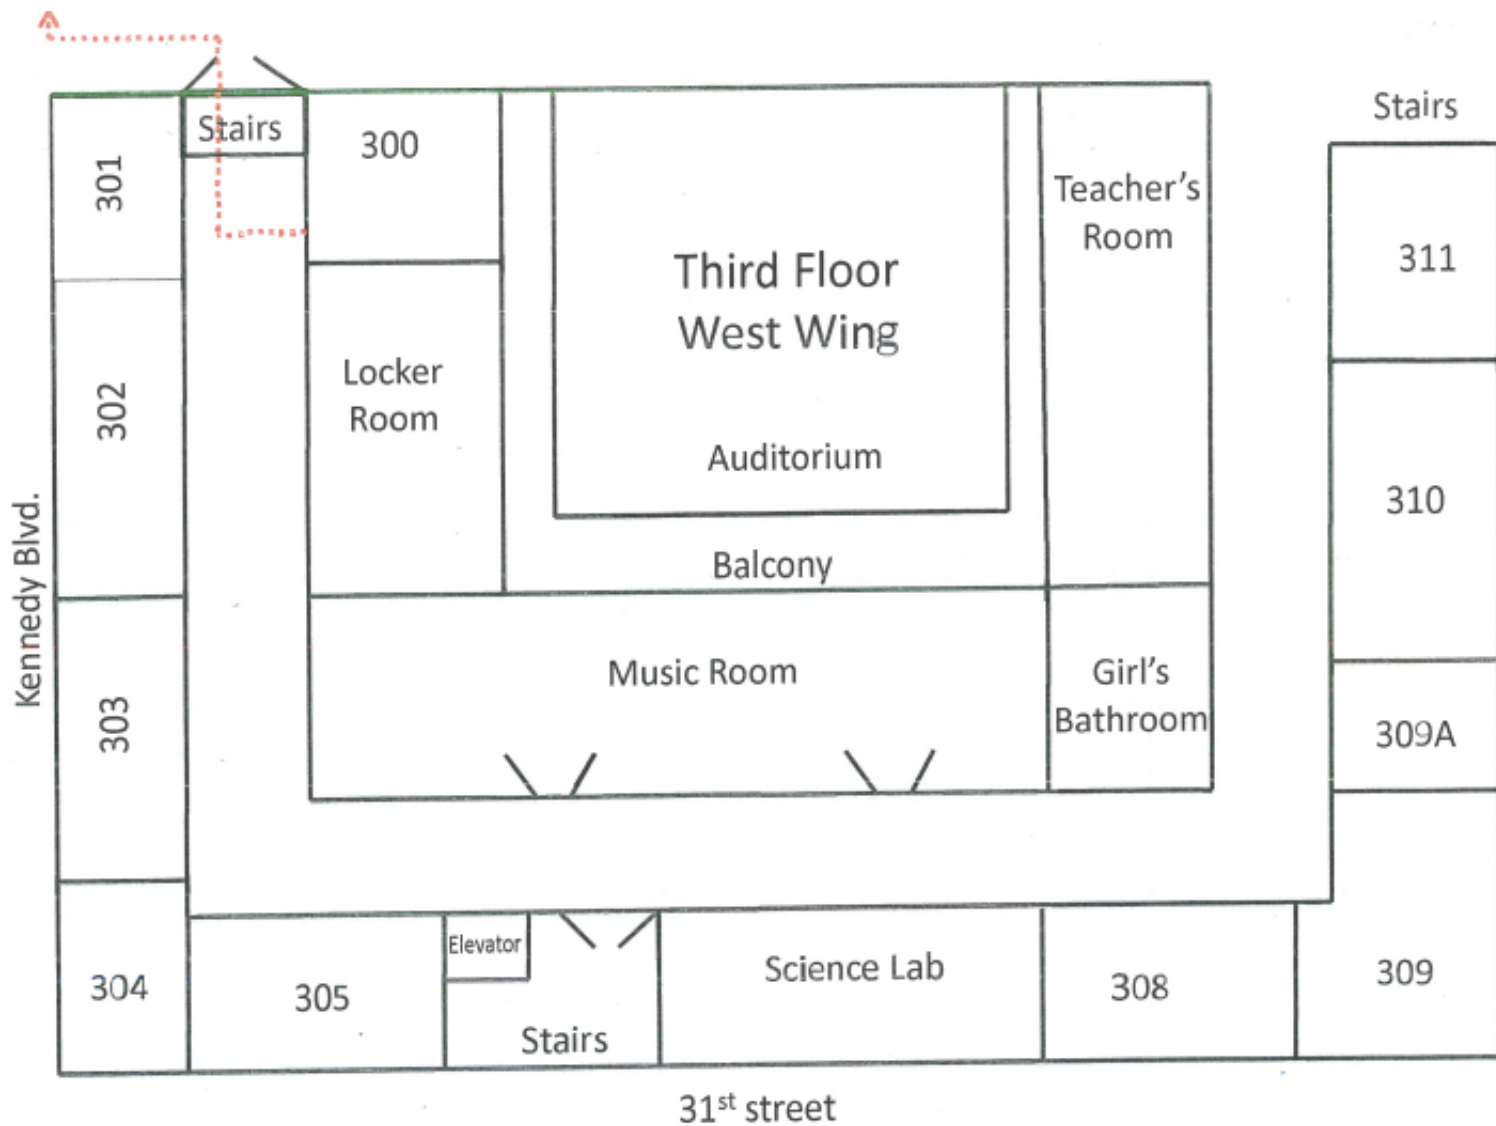 Stairs
300
Stairs
301
Teacher's
Room
311
Third Floor
West Wing
302
Locker
Room
Auditorium
310
Kennedy Blvd.
Balcony
303
Music Room
Girl's
Bathroom
309A
Elevator
304
305
Science Lab
308
309
Stairs
31st street